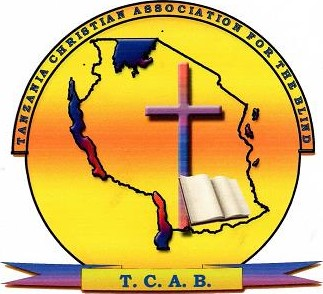 TANZANIA CHRISTIAN ASSOCIATION FOR THE BLIND
T. C. A. B.